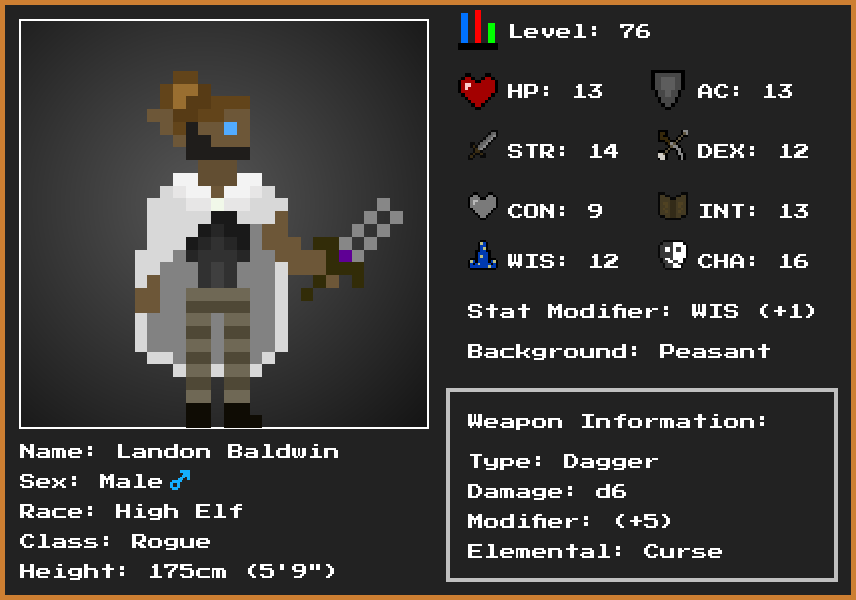 Level: 76
HP: 13
AC: 13
STR: 14
DEX: 12
CON: 9
INT: 13
WIS: 12
CHA: 16
Stat Modifier: WIS (+1)
Background: Peasant
Weapon Information:
Type: Dagger
Damage: d6
Modifier: (+5)
Elemental: Curse
Name: Landon Baldwin
Sex: Male ♂
Race: High Elf
Class: Rogue
Height: 175cm (5'9")